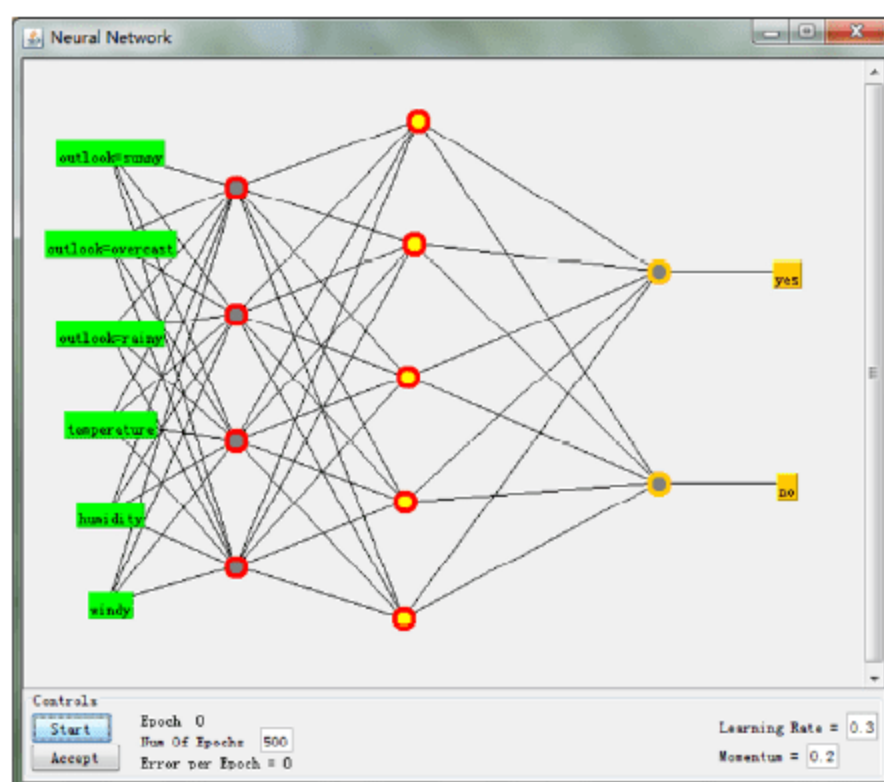 Neural Network
outlook=sunny
outlook=overcast
outlook=rainy
temperature
humidity
windy
yes
no
Controls
Start
Accept
Epoch 0
Num Of Epochs 500
Error per Epoch = 0
Learning Rate = 0.3
Momentum = 0.2